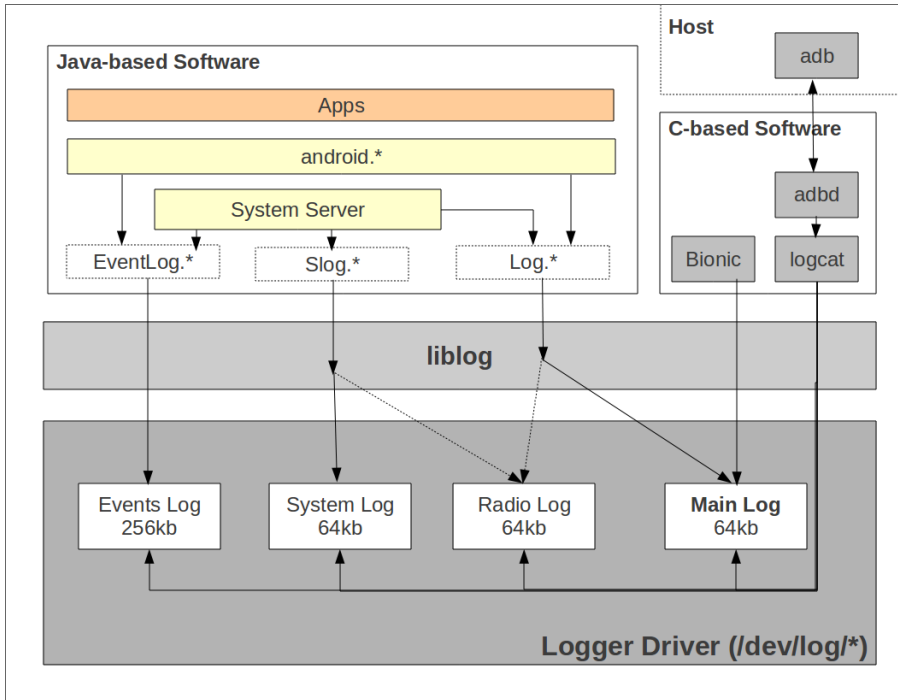 Host
adb
Java-based Software
Apps
android.*
System Server
EventLog.*
Slog.*
Log.*
C-based Software
adbd
Bionic
logcat
liblog
Events Log
256kb
System Log
64kb
Radio Log
64kb
Main Log
64kb
Logger Driver (/dev/log/*)